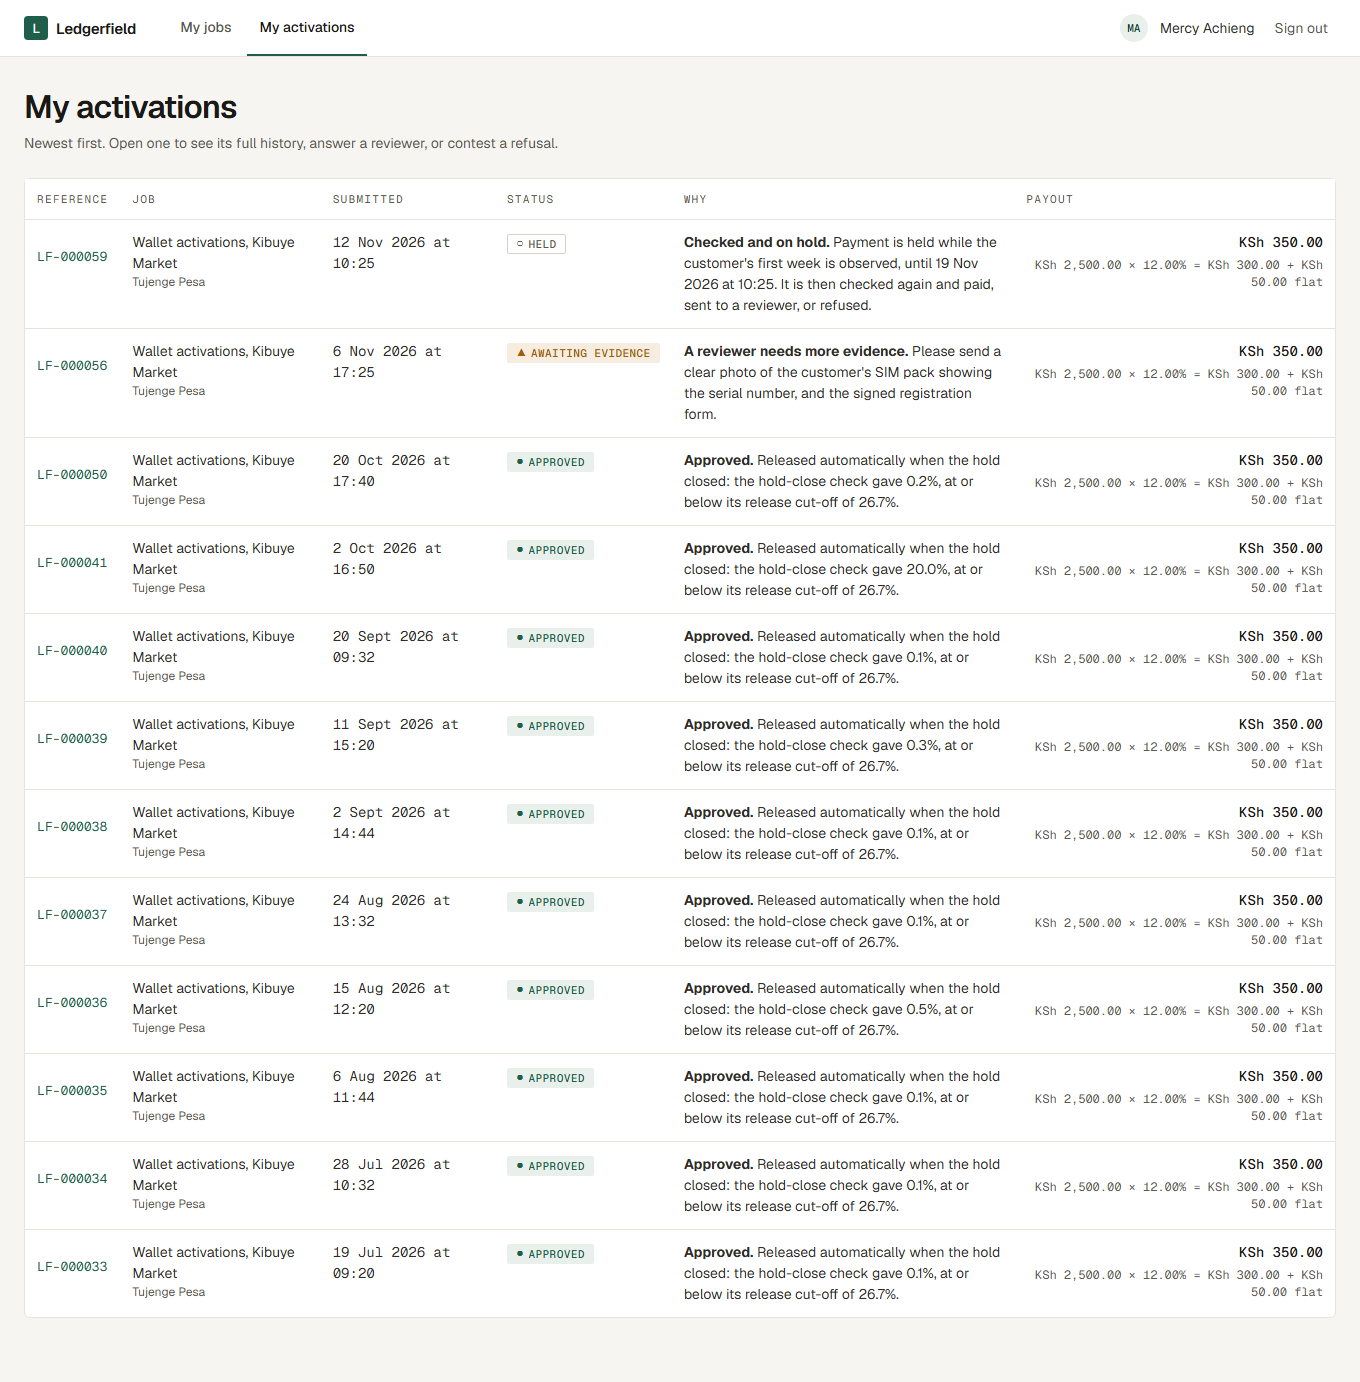 L Ledgerfield My jobs My activations MA Mercy Achieng Sign out
My activations
Newest first. Open one to see its full history, answer a reviewer, or contest a refusal.
REFERENCE JOB SUBMITTED STATUS WHY PAYOUT
LF-000059
Wallet activations, Kibuye
Market
Tujenge Pesa
12 Nov 2026 at
10:25
HELD
Checked and on hold. Payment is held while the
customer's first week is observed, until 19 Nov
2026 at 10:25. It is then checked again and paid,
sent to a reviewer, or refused.
KSh 350.00
KSh 2,500.00 × 12.00% = KSh 300.00 + KSh
50.00 flat
LF-000056
Wallet activations, Kibuye
Market
Tujenge Pesa
6 Nov 2026 at
17:25
AWAITING EVIDENCE
A reviewer needs more evidence. Please send a
clear photo of the customer's SIM pack showing
the serial number, and the signed registration
form.
KSh 350.00
KSh 2,500.00 × 12.00% = KSh 300.00 + KSh
50.00 flat
LF-000050
Wallet activations, Kibuye
Market
Tujenge Pesa
20 Oct 2026 at
17:40
APPROVED
Approved. Released automatically when the hold
closed: the hold-close check gave 0.2%, at or
below its release cut-off of 26.7%.
KSh 350.00
KSh 2,500.00 × 12.00% = KSh 300.00 + KSh
50.00 flat
LF-000041
Wallet activations, Kibuye
Market
Tujenge Pesa
2 Oct 2026 at
16:50
APPROVED
Approved. Released automatically when the hold
closed: the hold-close check gave 20.0%, at or
below its release cut-off of 26.7%.
KSh 350.00
KSh 2,500.00 × 12.00% = KSh 300.00 + KSh
50.00 flat
LF-000040
Wallet activations, Kibuye
Market
Tujenge Pesa
20 Sept 2026 at
09:32
APPROVED
Approved. Released automatically when the hold
closed: the hold-close check gave 0.1%, at or
below its release cut-off of 26.7%.
KSh 350.00
KSh 2,500.00 × 12.00% = KSh 300.00 + KSh
50.00 flat
LF-000039
Wallet activations, Kibuye
Market
Tujenge Pesa
11 Sept 2026 at
15:20
APPROVED
Approved. Released automatically when the hold
closed: the hold-close check gave 0.3%, at or
below its release cut-off of 26.7%.
KSh 350.00
KSh 2,500.00 × 12.00% = KSh 300.00 + KSh
50.00 flat
LF-000038
Wallet activations, Kibuye
Market
Tujenge Pesa
2 Sept 2026 at
14:44
APPROVED
Approved. Released automatically when the hold
closed: the hold-close check gave 0.1%, at or
below its release cut-off of 26.7%.
KSh 350.00
KSh 2,500.00 × 12.00% = KSh 300.00 + KSh
50.00 flat
LF-000037
Wallet activations, Kibuye
Market
Tujenge Pesa
24 Aug 2026 at
13:32
APPROVED
Approved. Released automatically when the hold
closed: the hold-close check gave 0.1%, at or
below its release cut-off of 26.7%.
KSh 350.00
KSh 2,500.00 × 12.00% = KSh 300.00 + KSh
50.00 flat
LF-000036
Wallet activations, Kibuye
Market
Tujenge Pesa
15 Aug 2026 at
12:20
APPROVED
Approved. Released automatically when the hold
closed: the hold-close check gave 0.5%, at or
below its release cut-off of 26.7%.
KSh 350.00
KSh 2,500.00 × 12.00% = KSh 300.00 + KSh
50.00 flat
LF-000035
Wallet activations, Kibuye
Market
Tujenge Pesa
6 Aug 2026 at
11:44
APPROVED
Approved. Released automatically when the hold
closed: the hold-close check gave 0.1%, at or
below its release cut-off of 26.7%.
KSh 350.00
KSh 2,500.00 × 12.00% = KSh 300.00 + KSh
50.00 flat
LF-000034
Wallet activations, Kibuye
Market
Tujenge Pesa
28 Jul 2026 at
10:32
APPROVED
Approved. Released automatically when the hold
closed: the hold-close check gave 0.1%, at or
below its release cut-off of 26.7%.
KSh 350.00
KSh 2,500.00 × 12.00% = KSh 300.00 + KSh
50.00 flat
LF-000033
Wallet activations, Kibuye
Market
Tujenge Pesa
19 Jul 2026 at
09:20
APPROVED
Approved. Released automatically when the hold
closed: the hold-close check gave 0.1%, at or
below its release cut-off of 26.7%.
KSh 350.00
KSh 2,500.00 × 12.00% = KSh 300.00 + KSh
50.00 flat